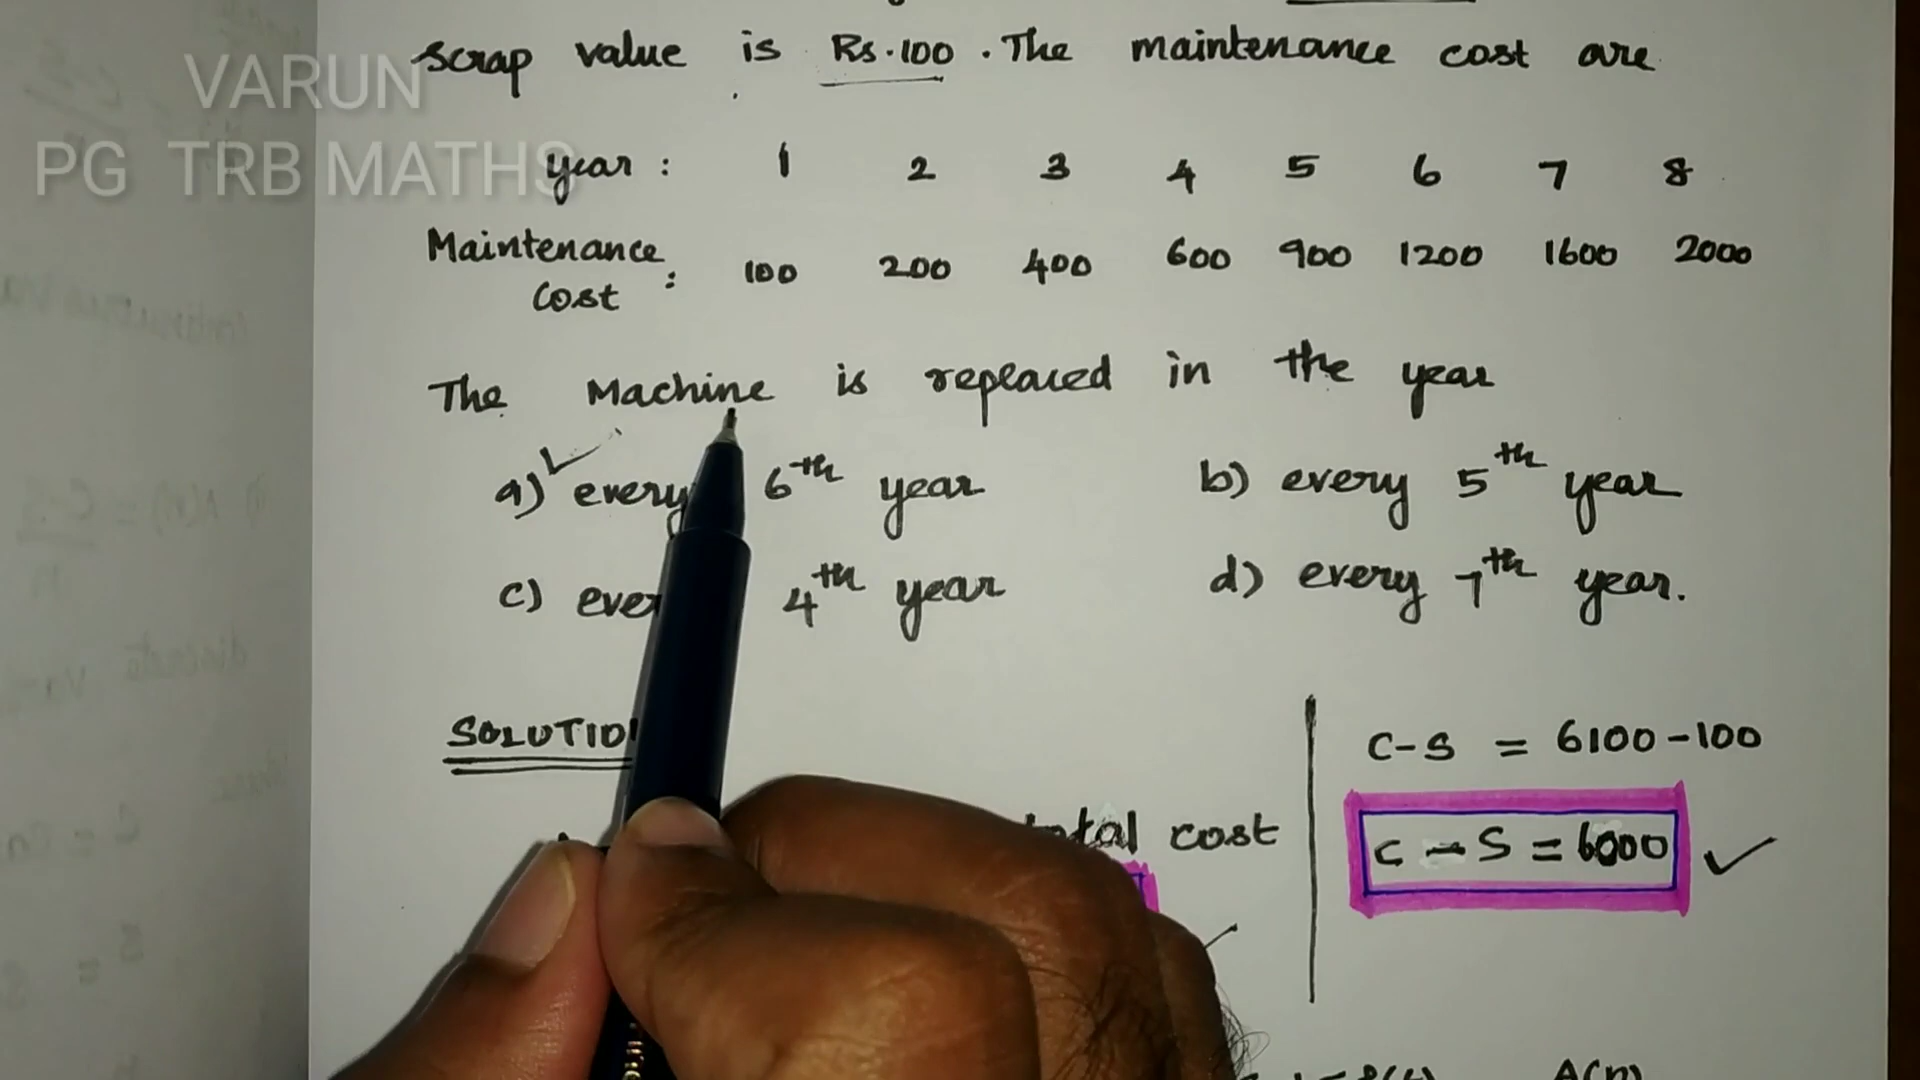 scrap value is Rs.100 . The maintenance cost are
VARUN
PG TRB MATHS
year : 1 2 3 4 5 6 7 8
Maintenance cost : 100 200 400 600 900 1200 1600 2000
The Machine is replaced in the year
a) every 6th year b) every 5th year
c) 4th year d) every 7th year.
C-S = 6100-100
total cost
C - S = 6000
A(n)